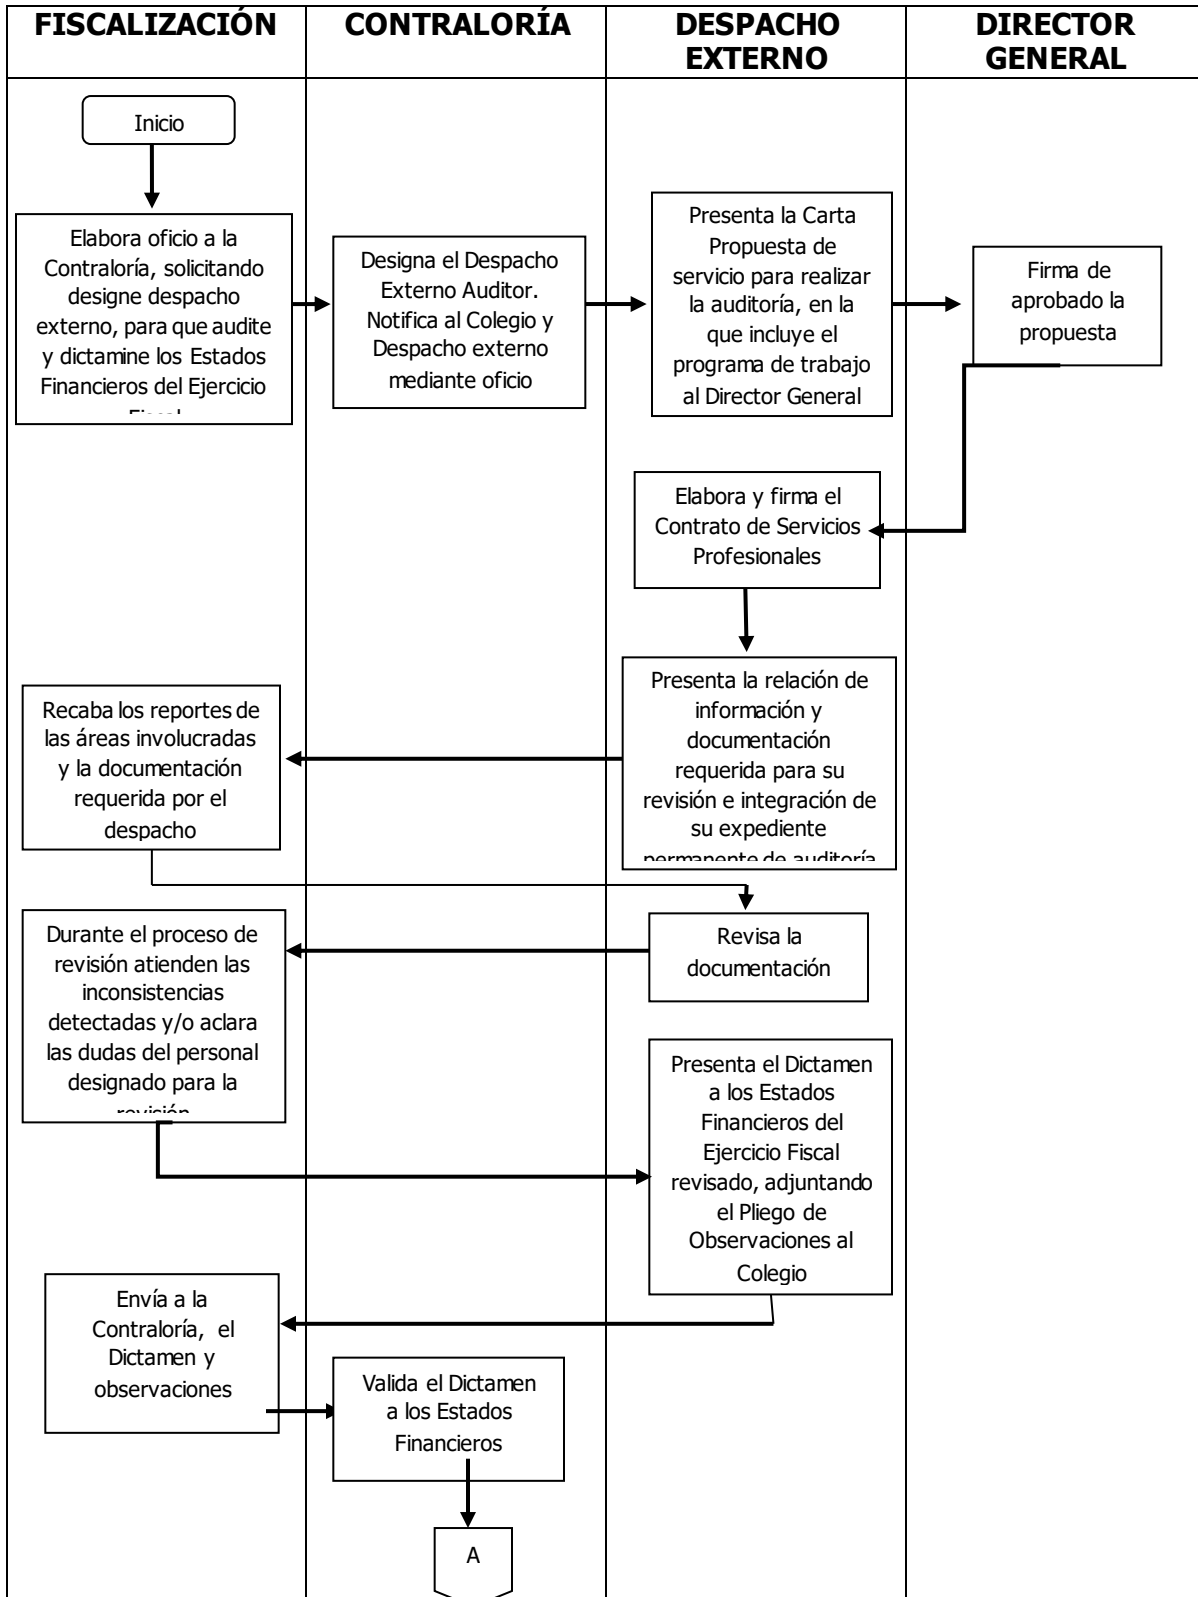 FISCALIZACIÓN
CONTRALORÍA
DESPACHO
EXTERNO
DIRECTOR
GENERAL
Inicio
Elabora oficio a la
Contraloría, solicitando
designe despacho
externo, para que audite
y dictamine los Estados
Financieros del Ejercicio
Fiscal
Designa el Despacho
Externo Auditor.
Notifica al Colegio y
Despacho externo
mediante oficio
Presenta la Carta
Propuesta de
servicio para realizar
la auditoría, en la
que incluye el
programa de trabajo
al Director General
Firma de
aprobado la
propuesta
Elabora y firma el
Contrato de Servicios
Profesionales
Presenta la relación de
información y
documentación
requerida para su
revisión e integración de
su expediente
permanente de auditoría
Recaba los reportes de
las áreas involucradas
y la documentación
requerida por el
despacho
Revisa la
documentación
Durante el proceso de
revisión atienden las
inconsistencias
detectadas y/o aclara
las dudas del personal
designado para la
revisión
Presenta el Dictamen
a los Estados
Financieros del
Ejercicio Fiscal
revisado, adjuntando
el Pliego de
Observaciones al
Colegio
Envía a la
Contraloría, el
Dictamen y
observaciones
Valida el Dictamen
a los Estados
Financieros
A